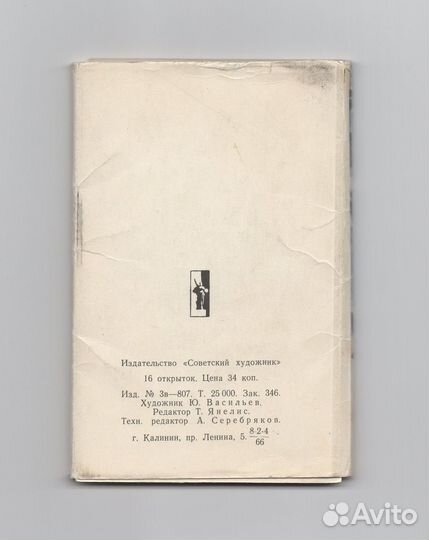 Издательство «Советский художник»
16 открыток. Цена 34 коп.
Изд. № 3в—807. Т. 25 000. Зак. 346.
Художник Ю. Васильев.
Редактор Т. Янелис.
Техн. редактор А. Серебряков.
г. Калинин, пр. Ленина, 5. 8-2-4/66
Avito